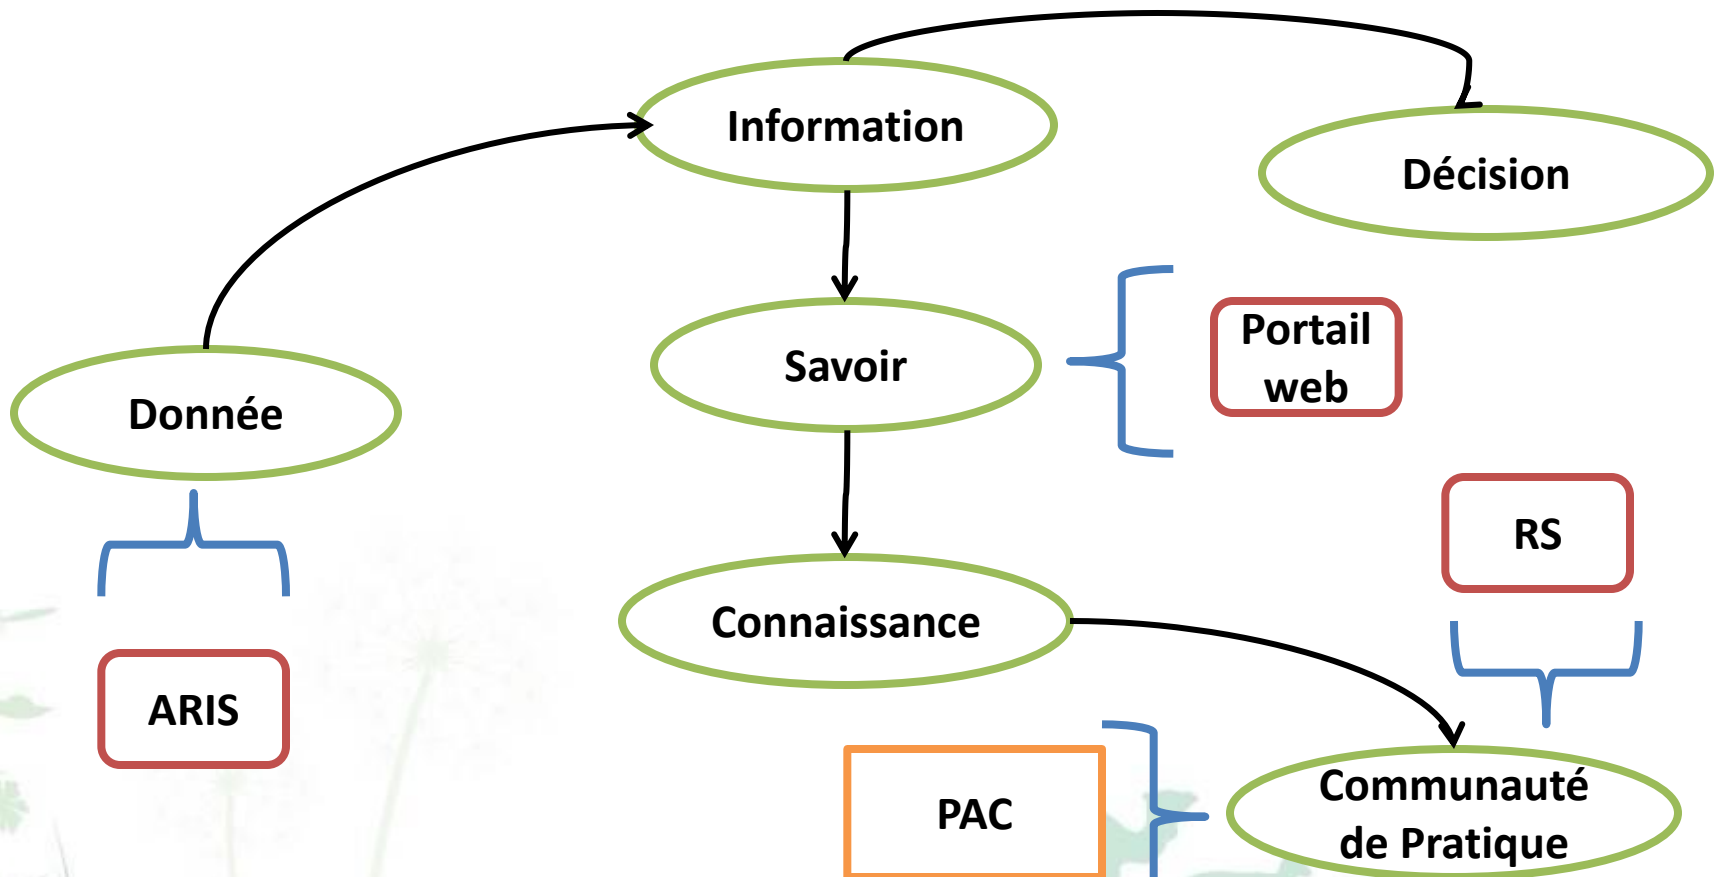 Information
Décision
Portail
web
Savoir
Donnée
RS
Connaissance
ARIS
Communauté
de Pratique
PAC